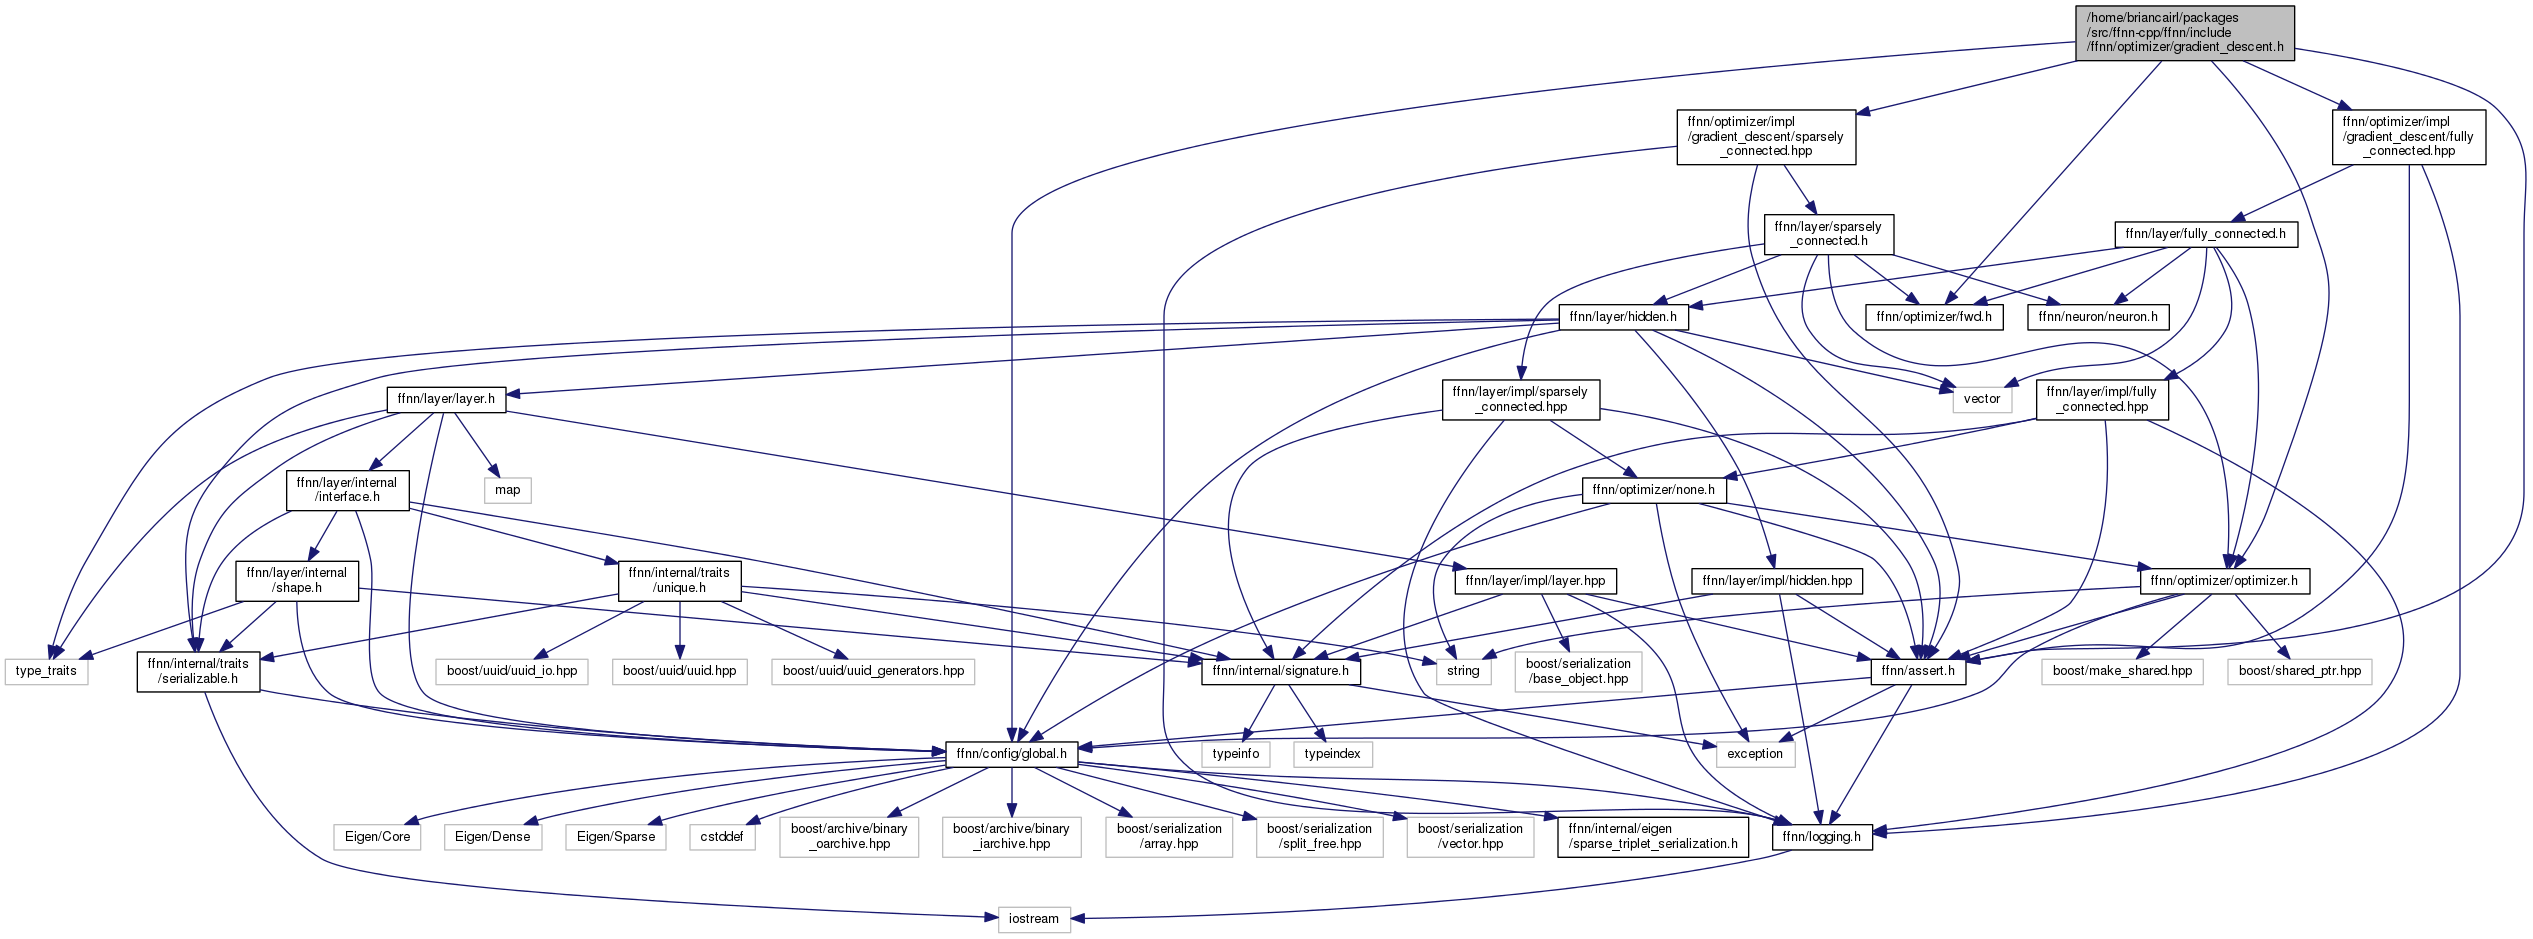 /home/briancairl/packages
/src/ffnn-cpp/ffnn/include
/ffnn/optimizer/gradient_descent.h
ffnn/optimizer/impl
/gradient_descent/sparsely
_connected.hpp
ffnn/optimizer/impl
/gradient_descent/fully
_connected.hpp
ffnn/layer/sparsely
_connected.h
ffnn/layer/fully_connected.h
ffnn/layer/hidden.h
ffnn/optimizer/fwd.h
ffnn/neuron/neuron.h
ffnn/layer/layer.h
ffnn/layer/impl/sparsely
_connected.hpp
vector
ffnn/layer/impl/fully
_connected.hpp
ffnn/layer/internal
/interface.h
map
ffnn/optimizer/none.h
ffnn/layer/internal
/shape.h
ffnn/internal/traits
/unique.h
ffnn/layer/impl/layer.hpp
ffnn/layer/impl/hidden.hpp
ffnn/optimizer/optimizer.h
type_traits
ffnn/internal/traits
/serializable.h
boost/uuid/uuid_io.hpp
boost/uuid/uuid.hpp
boost/uuid/uuid_generators.hpp
string
ffnn/internal/signature.h
boost/serialization
/base_object.hpp
ffnn/assert.h
boost/make_shared.hpp
boost/shared_ptr.hpp
ffnn/config/global.h
typeinfo
typeindex
exception
Eigen/Core
Eigen/Dense
Eigen/Sparse
cstddef
boost/archive/binary
_oarchive.hpp
boost/archive/binary
_iarchive.hpp
boost/serialization
/array.hpp
boost/serialization
/split_free.hpp
boost/serialization
/vector.hpp
ffnn/internal/eigen
/sparse_triplet_serialization.h
ffnn/logging.h
iostream